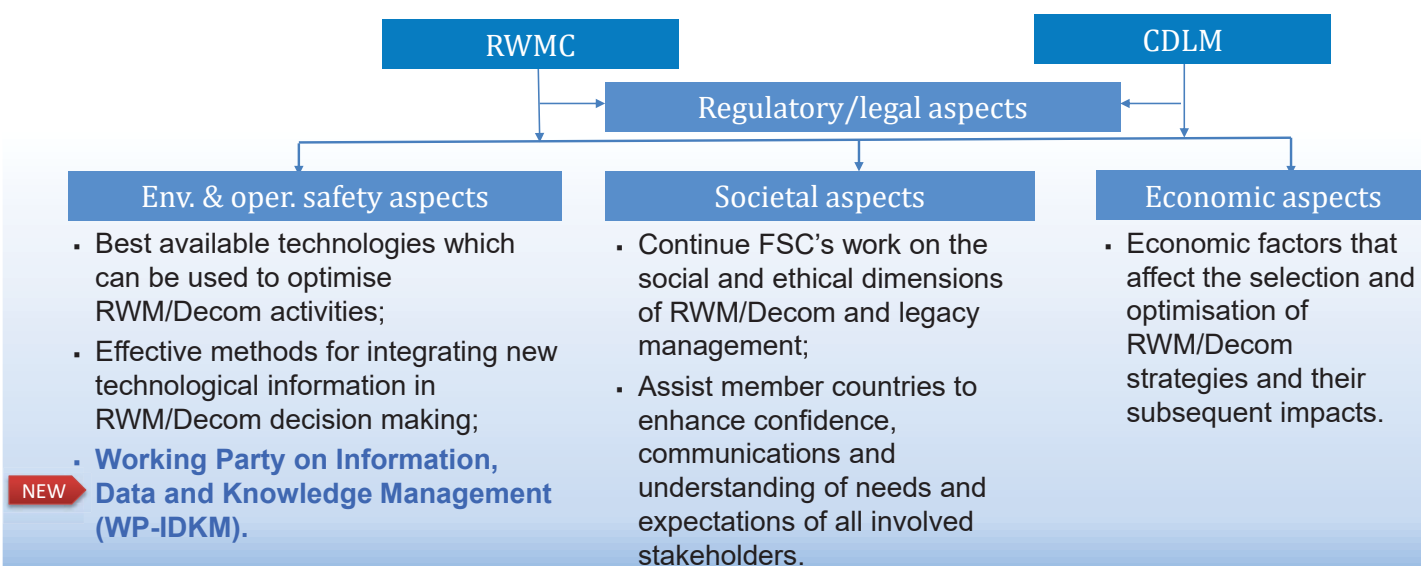 RWMC
CDLM
Regulatory/legal aspects
Env. & oper. safety aspects
▪ Best available technologies which
can be used to optimise
RWM/Decom activities;
▪ Effective methods for integrating new
technological information in
RWM/Decom decision making;
▪ Working Party on Information,
NEW
Data and Knowledge Management
(WP-IDKM).
Societal aspects
▪ Continue FSC's work on the
social and ethical dimensions
of RWM/Decom and legacy
management;
▪ Assist member countries to
enhance confidence,
communications and
understanding of needs and
expectations of all involved
stakeholders.
Economic aspects
▪ Economic factors that
affect the selection and
optimisation of
RWM/Decom
strategies and their
subsequent impacts.